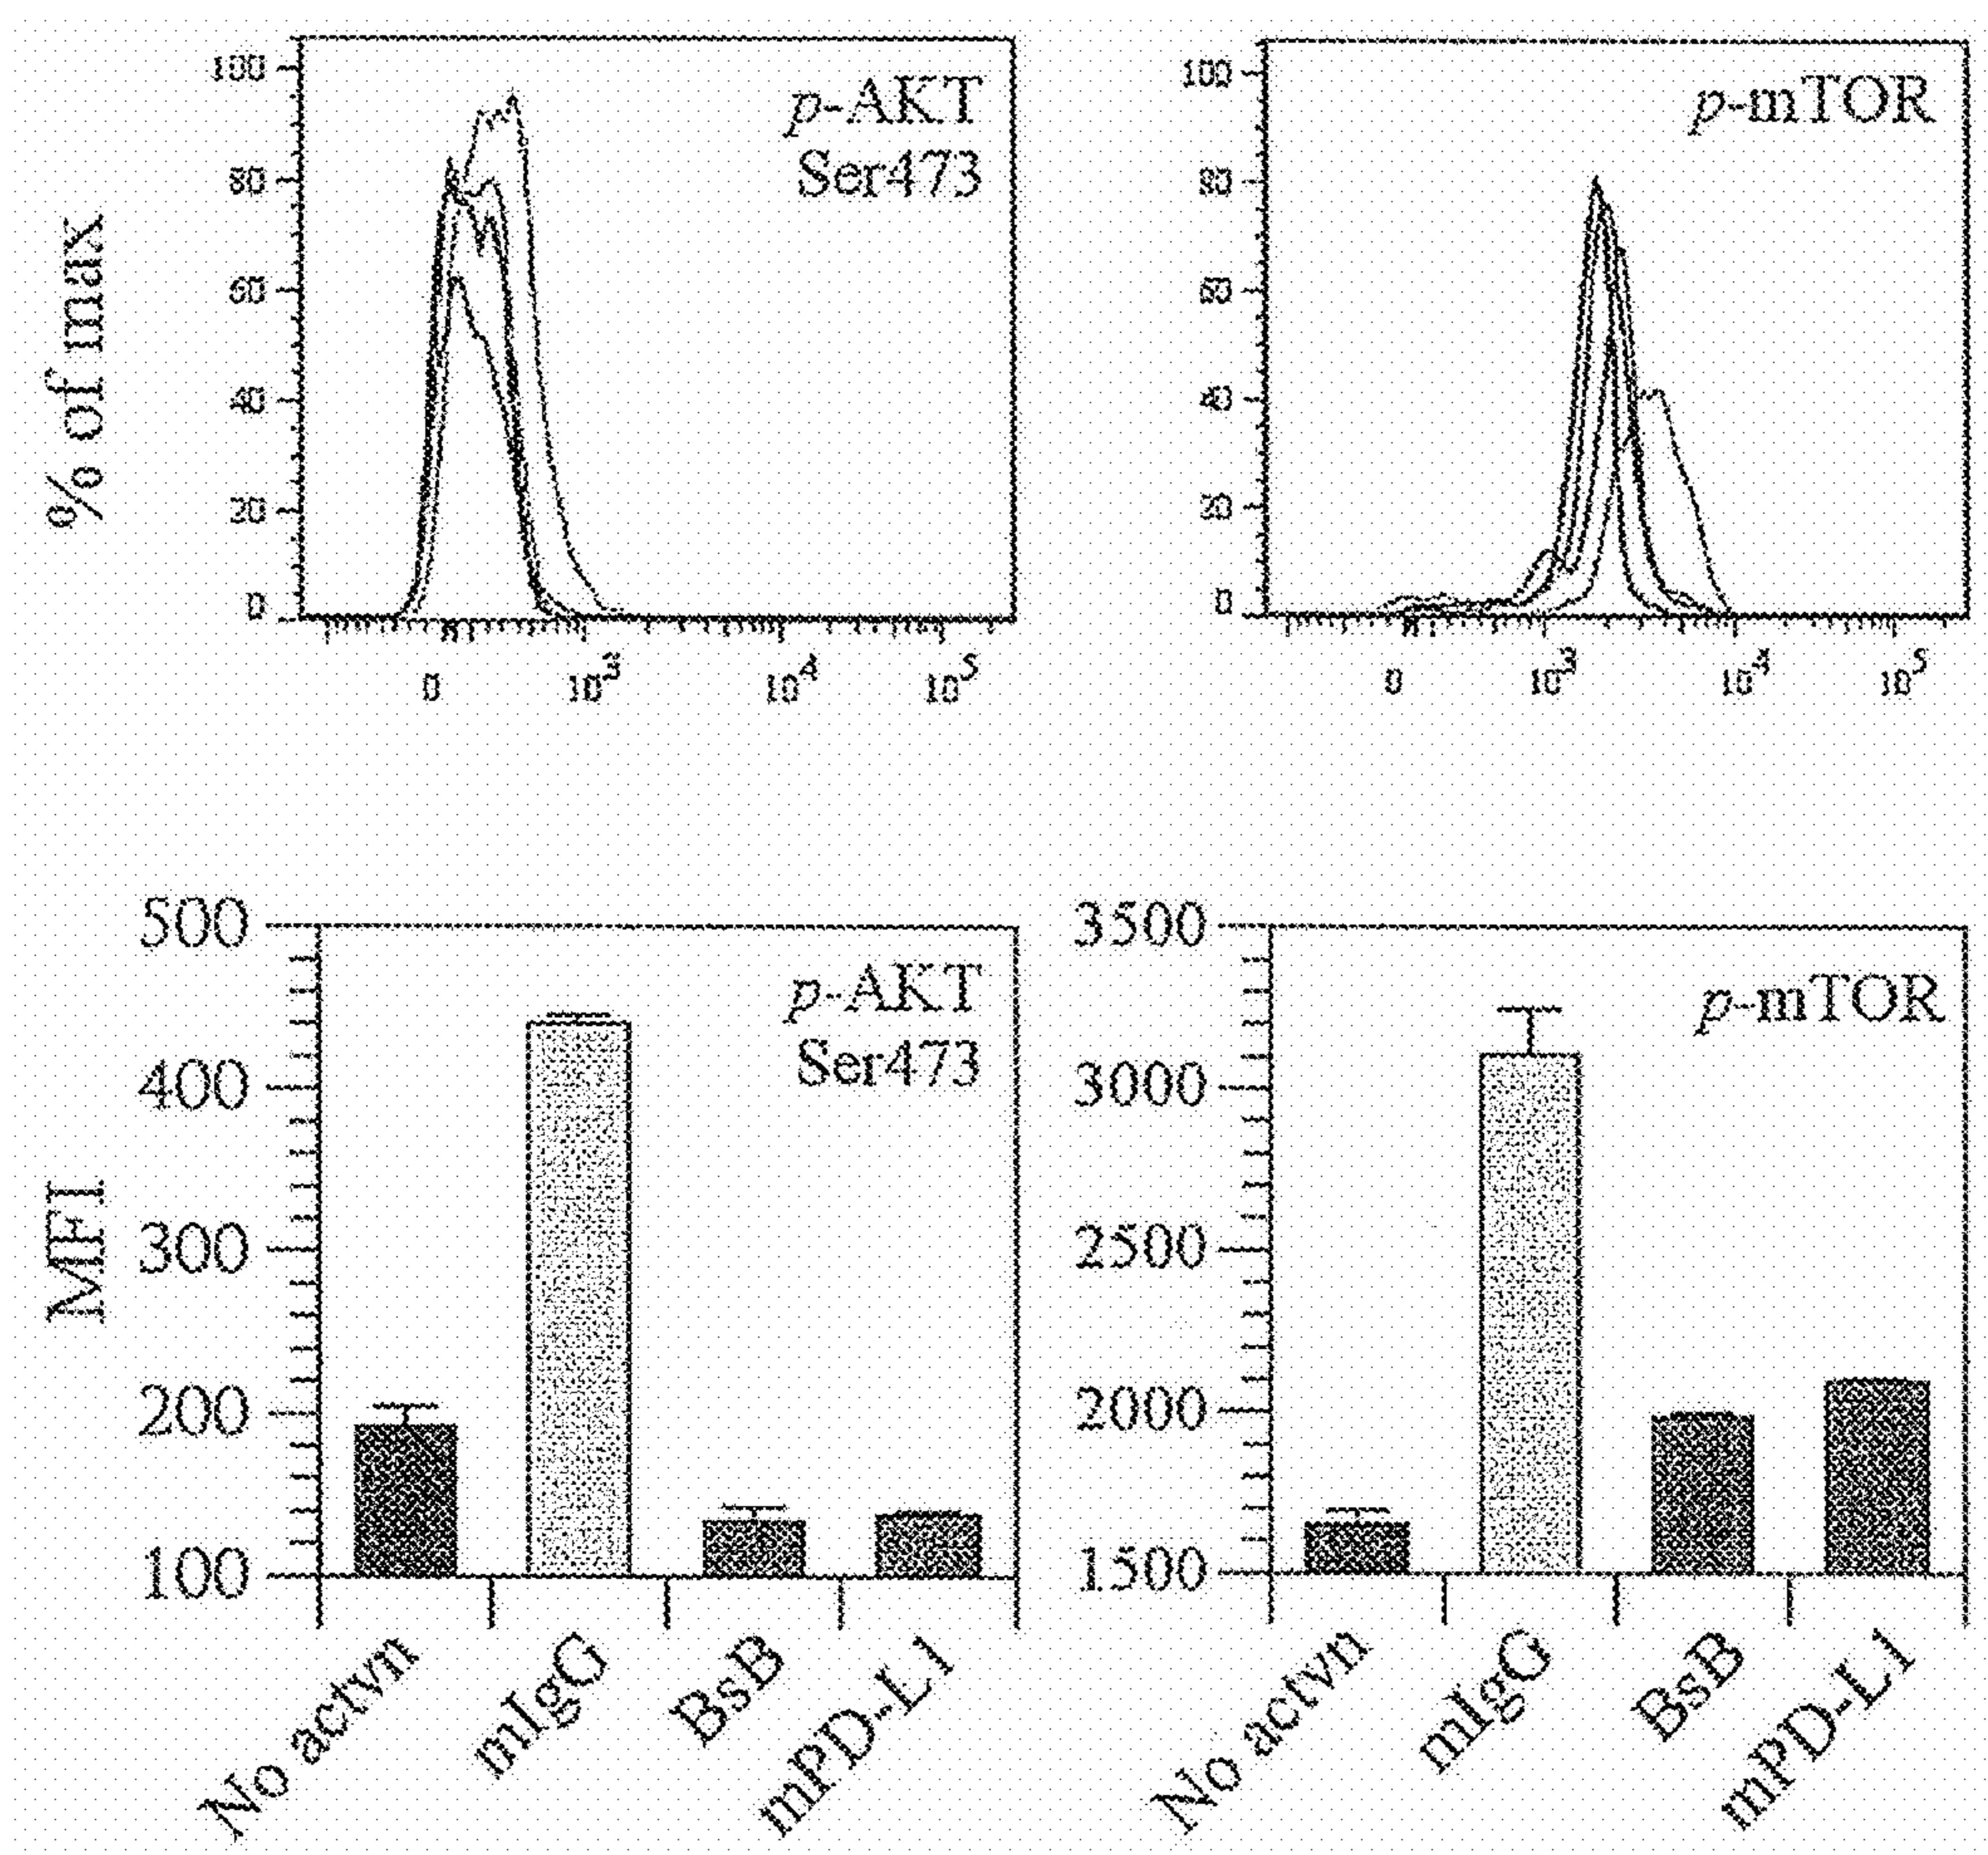 % of max
100
80
60
40
20
0
p-AKT
Ser473
0 10³ 10⁴ 10⁵
100
80
60
40
20
0
p-mTOR
0 10³ 10⁴ 10⁵
MFI
500
400
300
200
100
p-AKT
Ser473
No actvn
mIgG
BsB
mPD-L1
3500
3000
2500
2000
1500
p-mTOR
No actvn
mIgG
BsB
mPD-L1